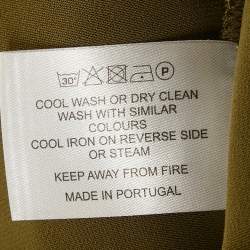 30° P
COOL WASH OR DRY CLEAN
WASH WITH SIMILAR
COLOURS
COOL IRON ON REVERSE SIDE
OR STEAM
KEEP AWAY FROM FIRE
MADE IN PORTUGAL